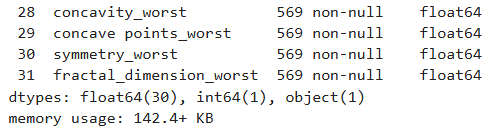 28  concavity_worst          569 non-null    float64
29  concave points_worst     569 non-null    float64
30  symmetry_worst           569 non-null    float64
31  fractal_dimension_worst  569 non-null    float64
dtypes: float64(30), int64(1), object(1)
memory usage: 142.4+ KB